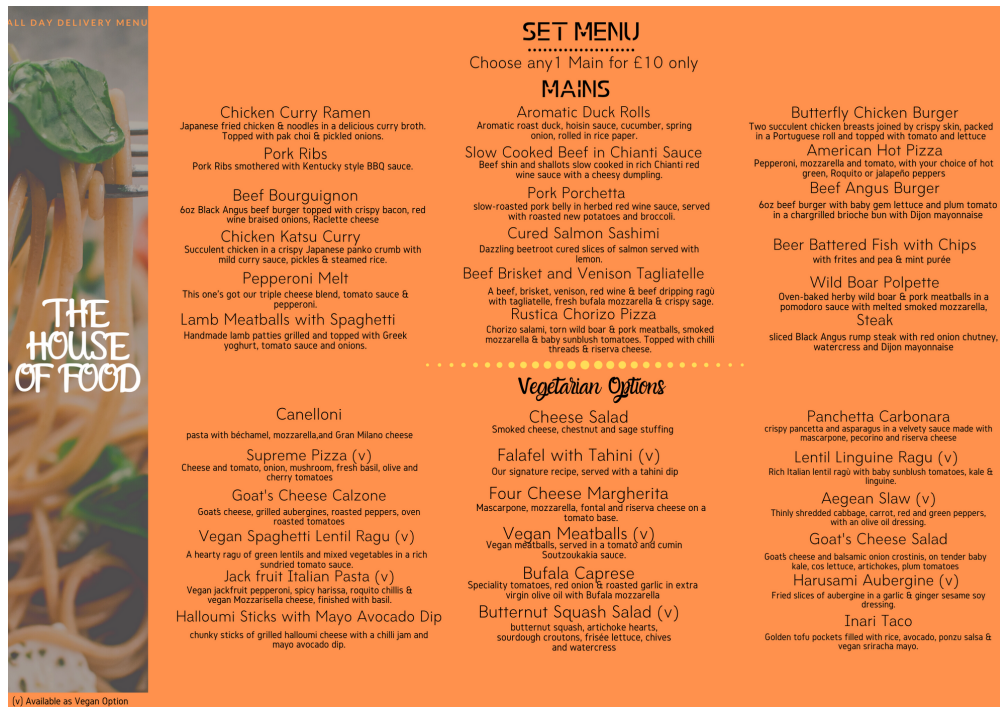 ALL DAY DELIVERY MENU
SET MENU
Choose any1 Main for £10 only
MAINS
Chicken Curry Ramen
Japanese fried chicken & noodles in a delicious curry broth.
Topped with pak choi & pickled onions.
Pork Ribs
Pork Ribs smothered with Kentucky style BBQ sauce.
Beef Bourguignon
6oz Black Angus beef burger topped with crispy bacon, red
wine braised onions, Raclette cheese
Chicken Katsu Curry
Succulent chicken in a crispy Japanese panko crumb with
mild curry sauce, pickles & steamed rice.
Pepperoni Melt
This one's got our triple cheese blend, tomato sauce &
pepperoni.
Lamb Meatballs with Spaghetti
Handmade lamb patties grilled and topped with Greek
yoghurt, tomato sauce and onions.
Aromatic Duck Rolls
Aromatic roast duck, hoisin sauce, cucumber, spring
onion, rolled in rice paper.
Slow Cooked Beef in Chianti Sauce
Beef shin and shallots slow cooked in rich Chianti red
wine sauce with a cheesy dumpling.
Pork Porchetta
slow-roasted pork belly in herbed red wine sauce, served
with roasted new potatoes and broccoli.
Cured Salmon Sashimi
Dazzling beetroot cured slices of salmon served with
lemon.
Beef Brisket and Venison Tagliatelle
A beef, brisket, venison, red wine & beef dripping ragù
with tagliatelle, fresh bufala mozzarella & crispy sage.
Rustica Chorizo Pizza
Chorizo salami, torn wild boar & pork meatballs, smoked
mozzarella & baby sunblush tomatoes. Topped with chilli
threads & riserva cheese.
Butterfly Chicken Burger
Two succulent chicken breasts joined by crispy skin, packed
in a Portuguese roll and topped with tomato and lettuce
American Hot Pizza
Pepperoni, mozzarella and tomato, with your choice of hot
green, Roquito or jalapeño peppers
Beef Angus Burger
6oz beef burger with baby gem lettuce and plum tomato
in a chargrilled brioche bun with Dijon mayonnaise
Beer Battered Fish with Chips
with frites and pea & mint purée
Wild Boar Polpette
Oven-baked herby wild boar & pork meatballs in a
pomodoro sauce with melted smoked mozzarella,
Steak
sliced Black Angus rump steak with red onion chutney,
watercress and Dijon mayonnaise
THE
HOUSE
OF FOOD
Vegetarian Options
Canelloni
pasta with béchamel, mozzarella,and Gran Milano cheese
Supreme Pizza (v)
Cheese and tomato, onion, mushroom, fresh basil, olive and
cherry tomatoes
Goat's Cheese Calzone
Goat's cheese, grilled aubergines, roasted peppers, oven
roasted tomatoes
Vegan Spaghetti Lentil Ragu (v)
A hearty ragu of green lentils and mixed vegetables in a rich
sundried tomato sauce.
Jack fruit Italian Pasta (v)
Vegan jackfruit pepperoni, spicy harissa, roquito chillis &
vegan Mozzarisella cheese, finished with basil.
Halloumi Sticks with Mayo Avocado Dip
chunky sticks of grilled halloumi cheese with a chilli jam and
mayo avocado dip.
Cheese Salad
Smoked cheese, chestnut and sage stuffing
Falafel with Tahini (v)
Our signature recipe, served with a tahini dip
Four Cheese Margherita
Mascarpone, mozzarella, fontal and riserva cheese on a
tomato base.
Vegan Meatballs (v)
Vegan meatballs, served in a tomato and cumin
Soutzoukakia sauce.
Bufala Caprese
Speciality tomatoes, red onion & roasted garlic in extra
virgin olive oil with Bufala mozzarella
Butternut Squash Salad (v)
butternut squash, artichoke hearts,
sourdough croutons, frisée lettuce, chives
and watercress
Panchetta Carbonara
crispy pancetta and asparagus in a velvety sauce made with
mascarpone, pecorino and riserva cheese
Lentil Linguine Ragu (v)
Rich Italian lentil ragù with baby sunblush tomatoes, kale &
linguine.
Aegean Slaw (v)
Thinly shredded cabbage, carrot, red and green peppers,
with an olive oil dressing.
Goat's Cheese Salad
Goat's cheese and balsamic onion crostinis, on tender baby
kale, cos lettuce, artichokes, plum tomatoes
Harusami Aubergine (v)
Fried slices of aubergine in a garlic & ginger sesame soy
dressing.
Inari Taco
Golden tofu pockets filled with rice, avocado, ponzu salsa &
vegan sriracha mayo.
(v) Available as Vegan Option